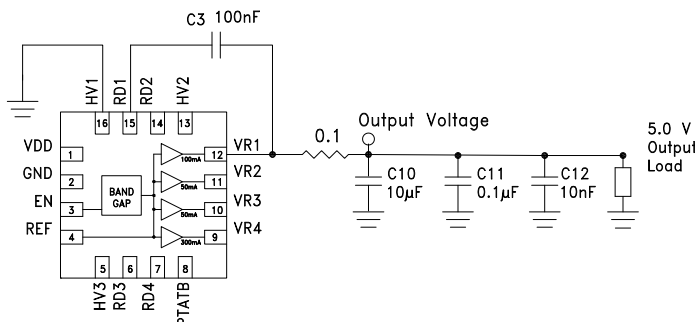 C3 100nF
HV1
RD1
RD2
HV2
16
15
14
13
VDD
1
GND
2
EN
3
REF
4
BAND
GAP
100mA
50mA
50mA
300mA
12
11
10
9
VR1
VR2
VR3
VR4
5
6
7
8
HV3
RD3
RD4
PTATB
0.1
Output Voltage
C10
10µF
C11
0.1µF
C12
10nF
5.0 V
Output
Load